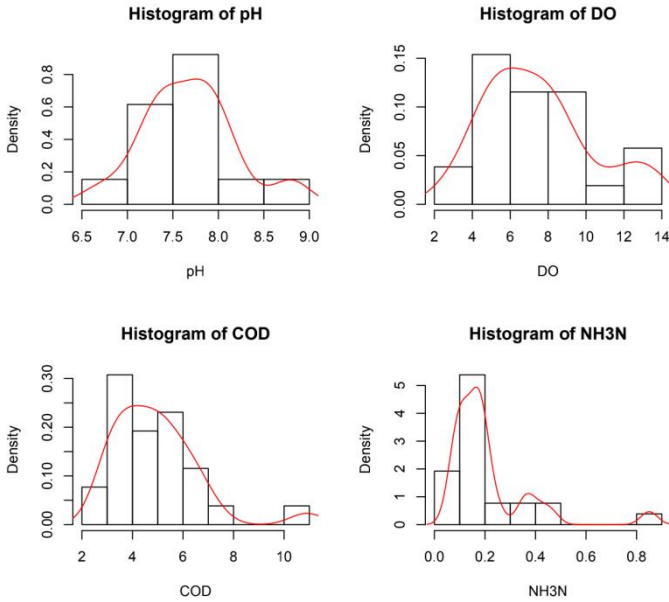 Histogram of pH
Density
0.0 0.2 0.4 0.6 0.8
6.5 7.0 7.5 8.0 8.5 9.0
pH
Histogram of DO
Density
0.00 0.05 0.10 0.15
2 4 6 8 10 12 14
DO
Histogram of COD
Density
0.00 0.10 0.20 0.30
2 4 6 8 10
COD
Histogram of NH3N
Density
0 1 2 3 4 5
0.0 0.2 0.4 0.6 0.8
NH3N